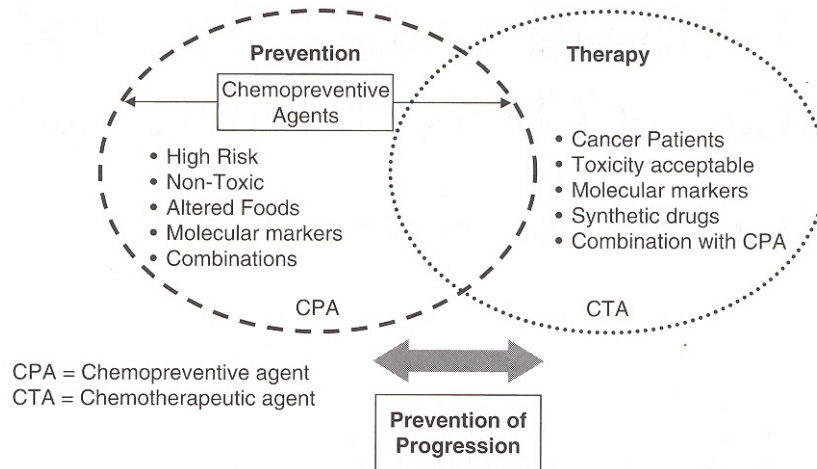 Prevention
Therapy
Chemopreventive
Agents
• High Risk
• Non-Toxic
• Altered Foods
• Molecular markers
• Combinations
• Cancer Patients
• Toxicity acceptable
• Molecular markers
• Synthetic drugs
• Combination with CPA
CPA
CTA
CPA = Chemopreventive agent
CTA = Chemotherapeutic agent
Prevention of
Progression